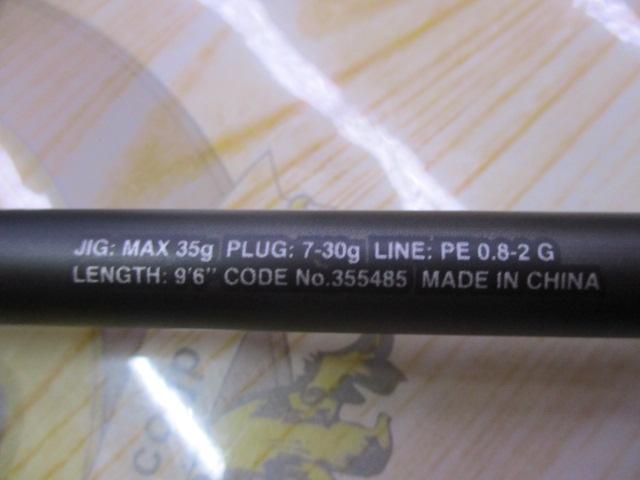 JIG: MAX 35g PLUG: 7-30g LINE: PE 0.8-2 G
LENGTH: 9'6" CODE No.355485 MADE IN CHINA